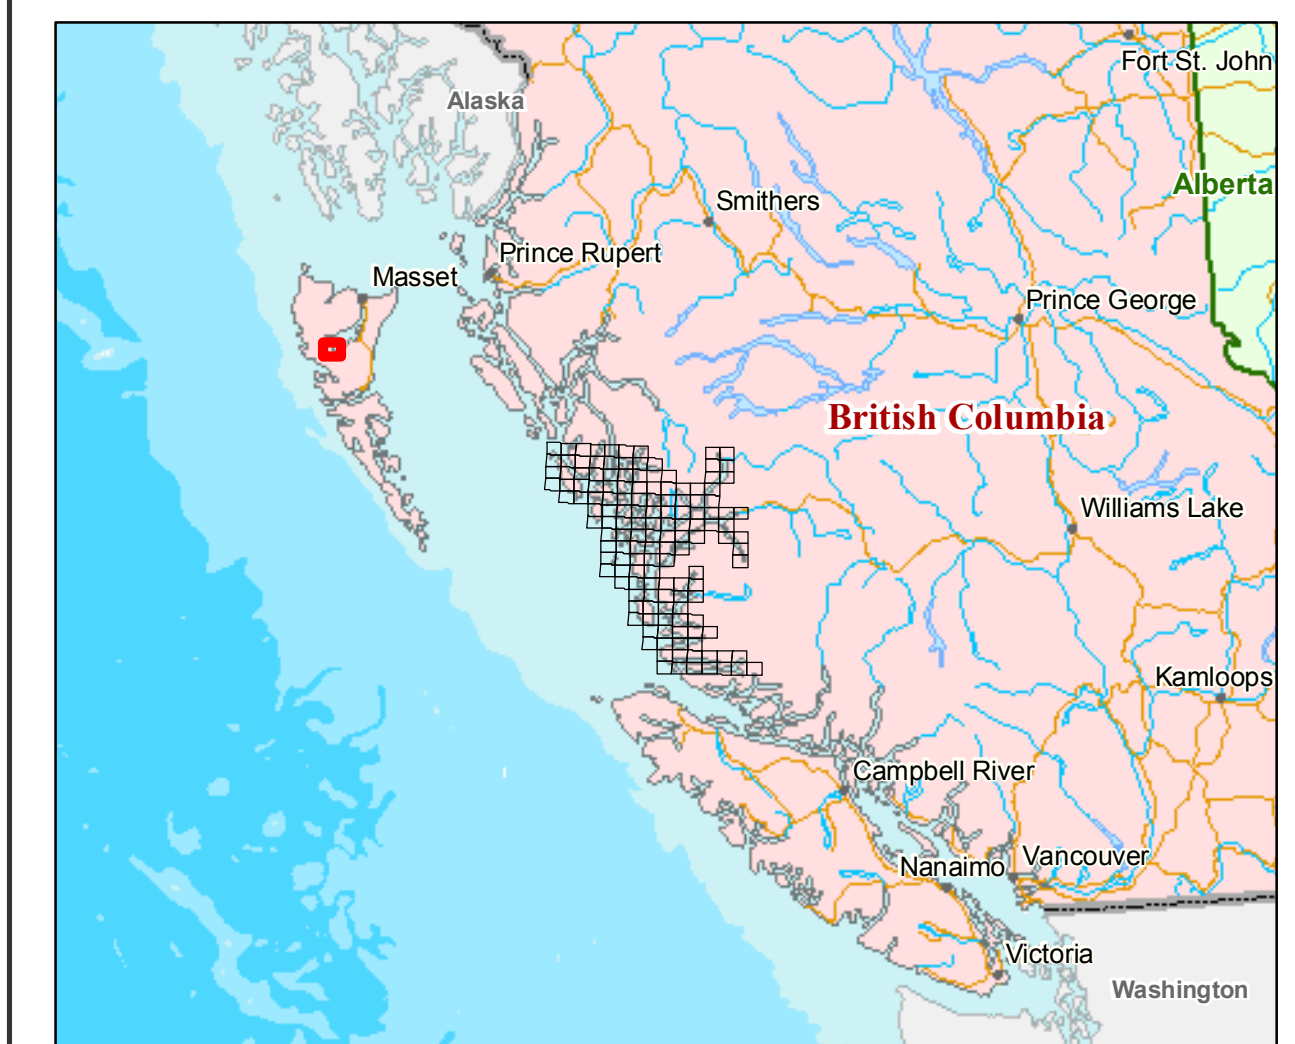 Fort St. John
Alaska
Alberta
Smithers
Prince Rupert
Masset
Prince George
British Columbia
Williams Lake
Kamloops
Campbell River
Vancouver
Nanaimo
Victoria
Washington